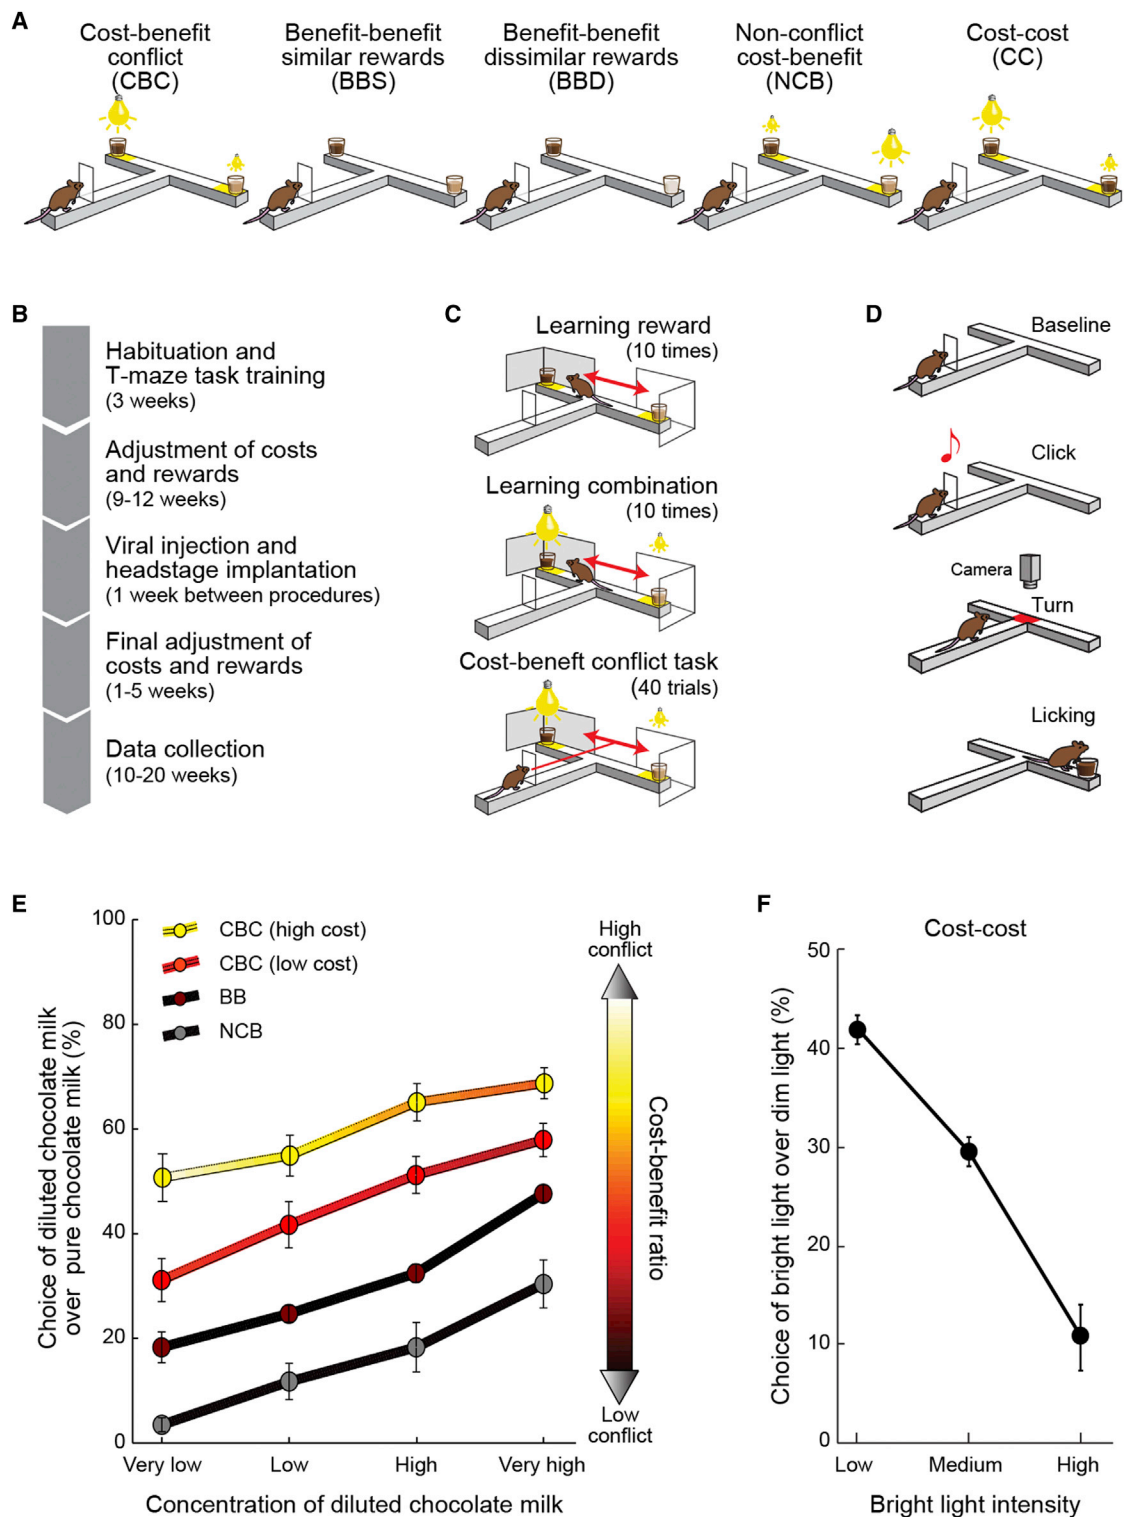 A
Cost-benefit
conflict
(CBC)
Benefit-benefit
similar rewards
(BBS)
Benefit-benefit
dissimilar rewards
(BBD)
Non-conflict
cost-benefit
(NCB)
Cost-cost
(CC)
B
Habituation and
T-maze task training
(3 weeks)
Adjustment of costs
and rewards
(9-12 weeks)
Viral injection and
headstage implantation
(1 week between procedures)
Final adjustment of
costs and rewards
(1-5 weeks)
Data collection
(10-20 weeks)
C
Learning reward
(10 times)
Learning combination
(10 times)
Cost-beneft conflict task
(40 trials)
D
Baseline
Click
Camera
Turn
Licking
E
Choice of diluted chocolate milk
over pure chocolate milk (%)
100
80
60
40
20
0
CBC (high cost)
CBC (low cost)
BB
NCB
Very low
Low
High
Very high
Concentration of diluted chocolate milk
High
conflict
Cost-benefit ratio
Low
conflict
F
Cost-cost
Choice of bright light over dim light (%)
50
40
30
20
10
0
Low
Medium
High
Bright light intensity